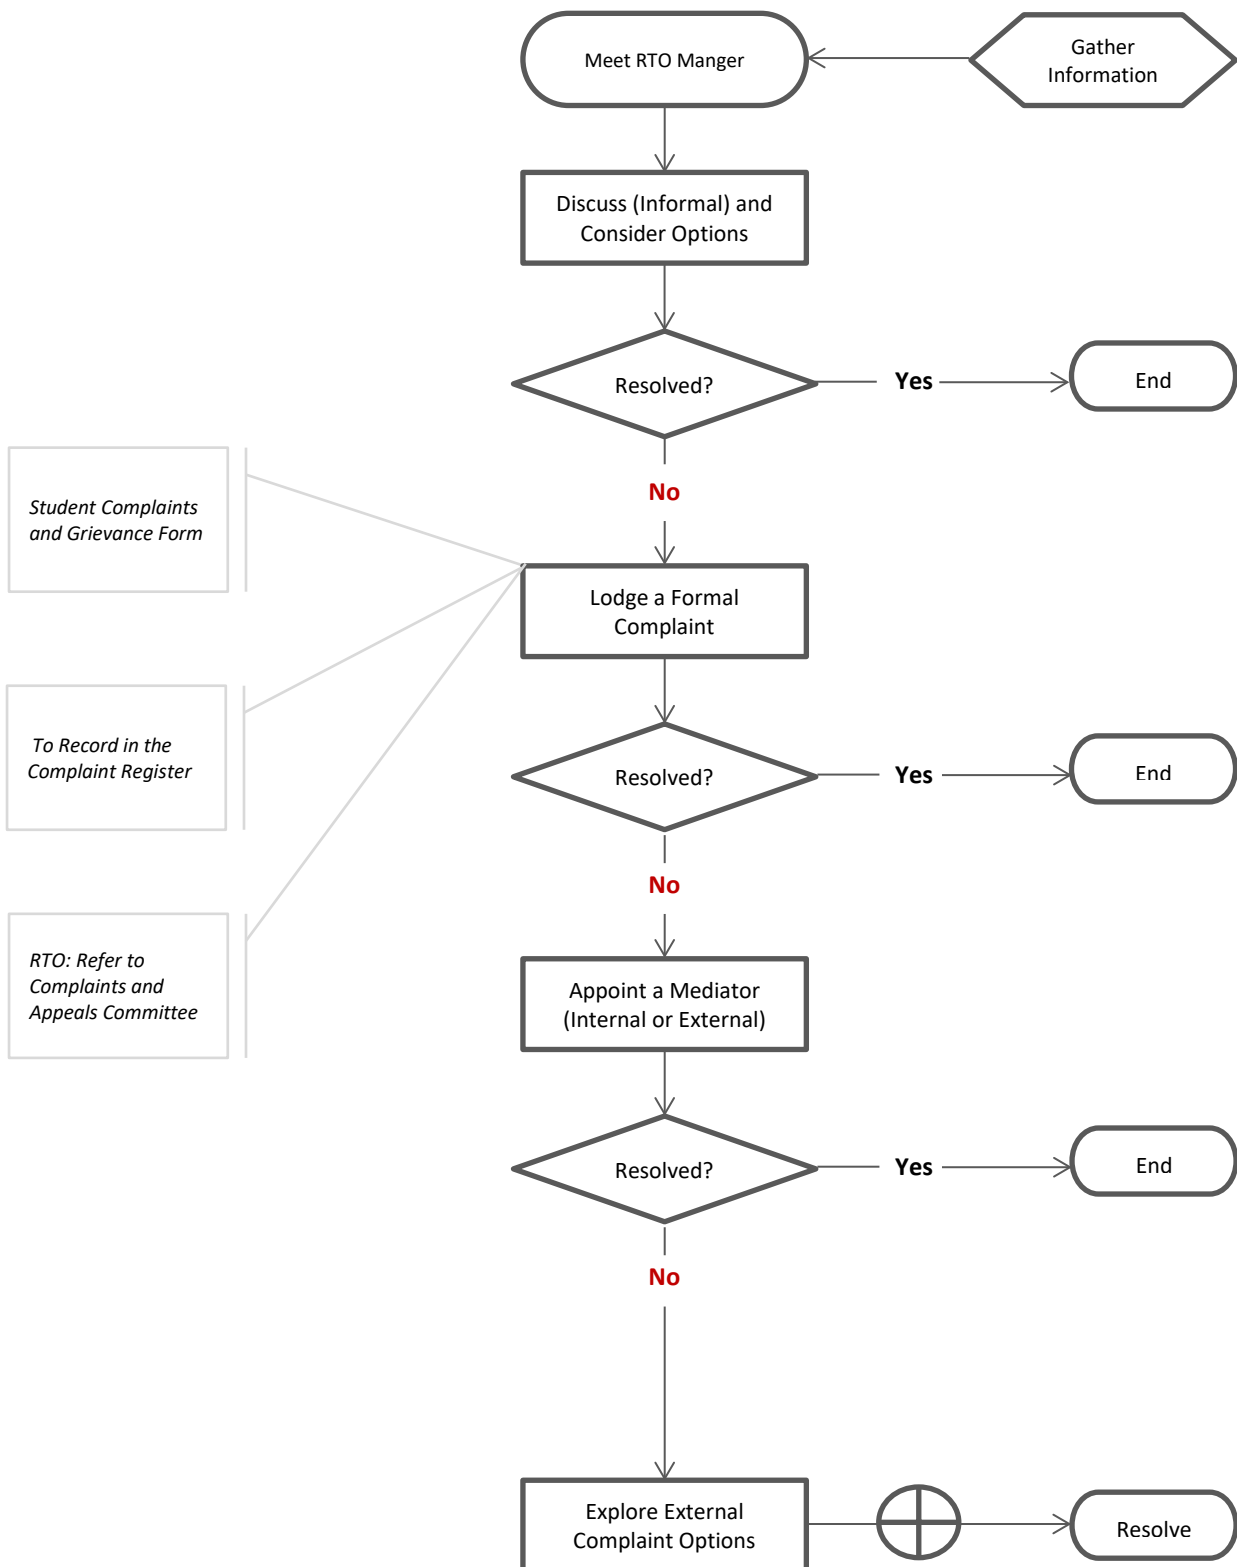 Meet RTO Manger
Gather
Information
Discuss (Informal) and
Consider Options
Resolved?
Yes
End
No
Student Complaints
and Grievance Form
Lodge a Formal
Complaint
To Record in the
Complaint Register
Resolved?
Yes
End
No
RTO: Refer to
Complaints and
Appeals Committee
Appoint a Mediator
(Internal or External)
Resolved?
Yes
End
No
Explore External
Complaint Options
Resolve